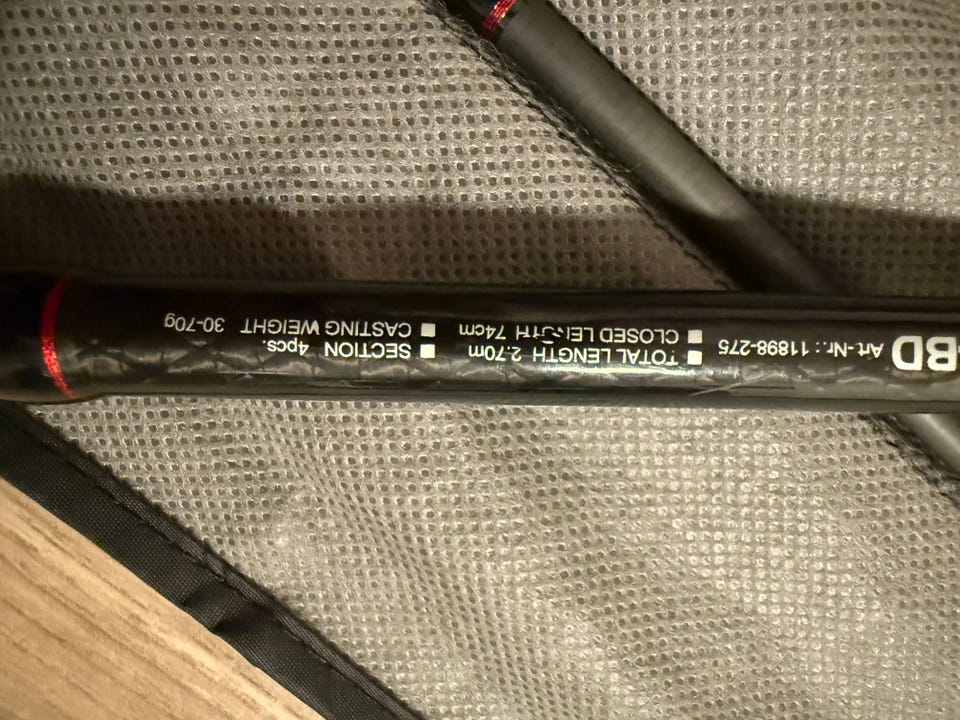 BD Art.-Nr.: 11898-275
TOTAL LENGTH 2.70m
CLOSED LENGTH 74cm
SECTION 4pcs.
CASTING WEIGHT 30-70g